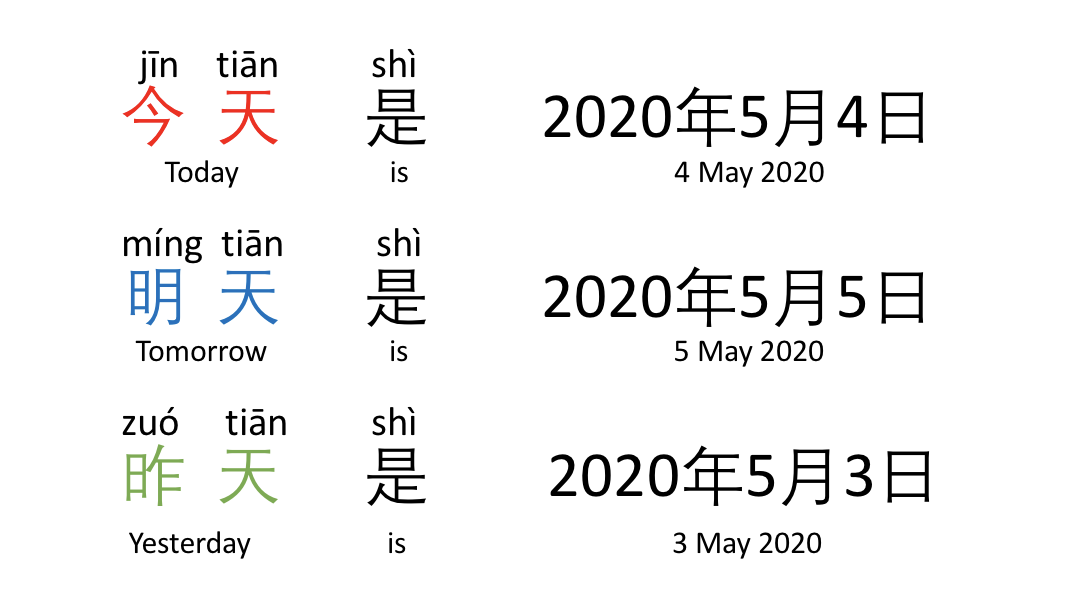 jīn tiān shì
今 天 是 2020年5月4日
Today is 4 May 2020
míng tiān shì
明 天 是 2020年5月5日
Tomorrow is 5 May 2020
zuó tiān shì
昨 天 是 2020年5月3日
Yesterday is 3 May 2020